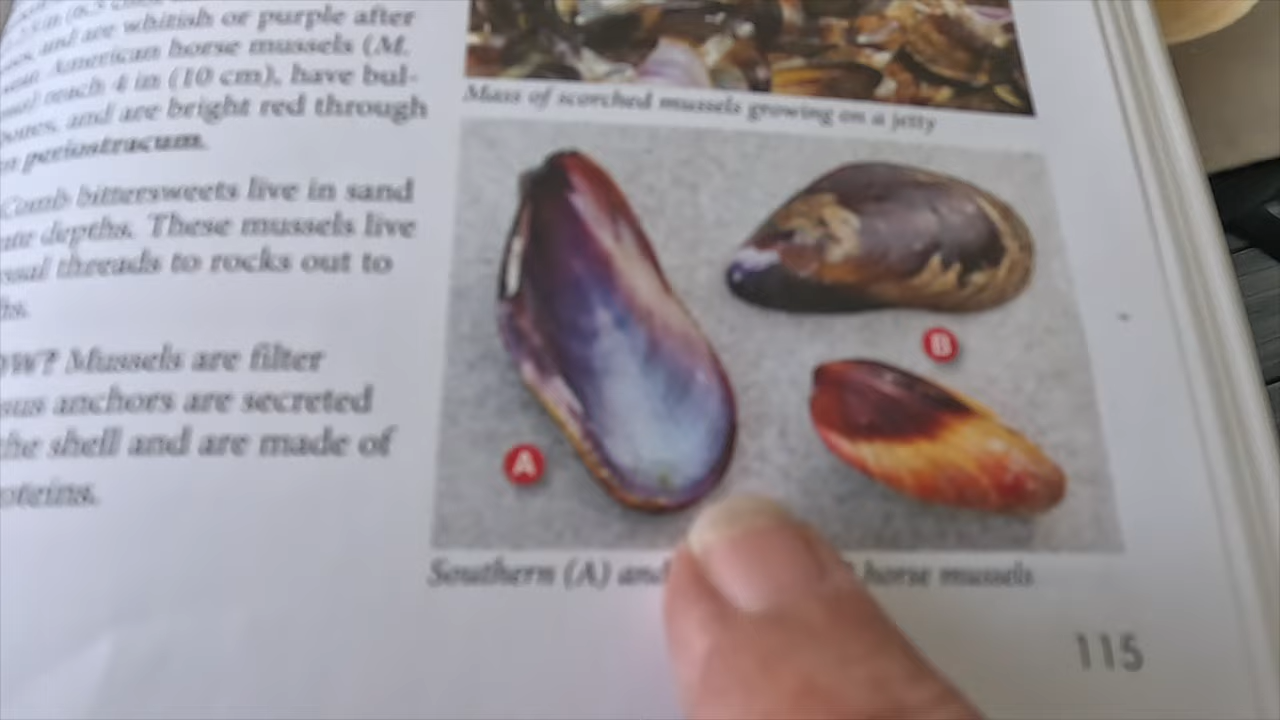 and are whitish or purple after
American horse mussels (M.
reach 4 in (10 cm), have bul-
and are bright red through
periostracum.
Comb bittersweets live in sand
depths. These mussels live
threads to rocks out to
OW? Mussels are filter
anchors are secreted
the shell and are made of
Mass of scorched mussels growing on a jetty
A
B
Southern (A) and horse mussels
115